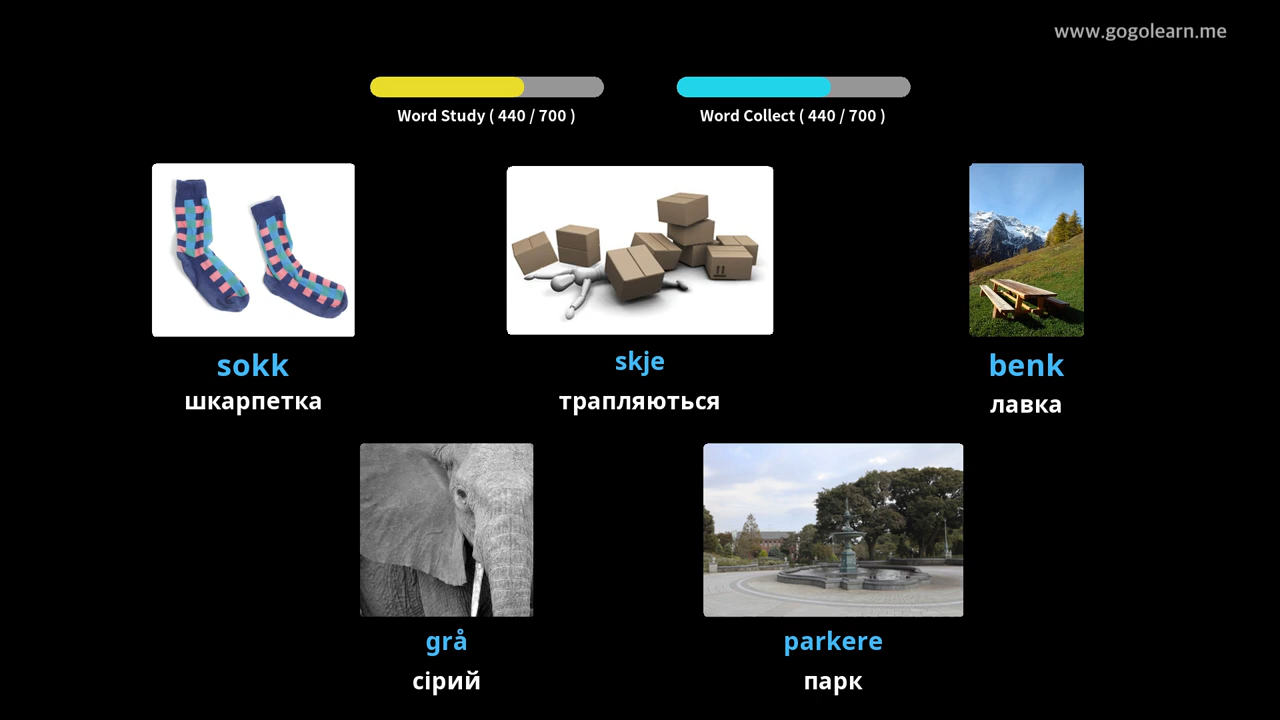 www.gogolearn.me
Word Study ( 440 / 700 )
Word Collect ( 440 / 700 )
sokk
шкарпетка
skje
трапляються
benk
лавка
grå
сірий
parkere
парк